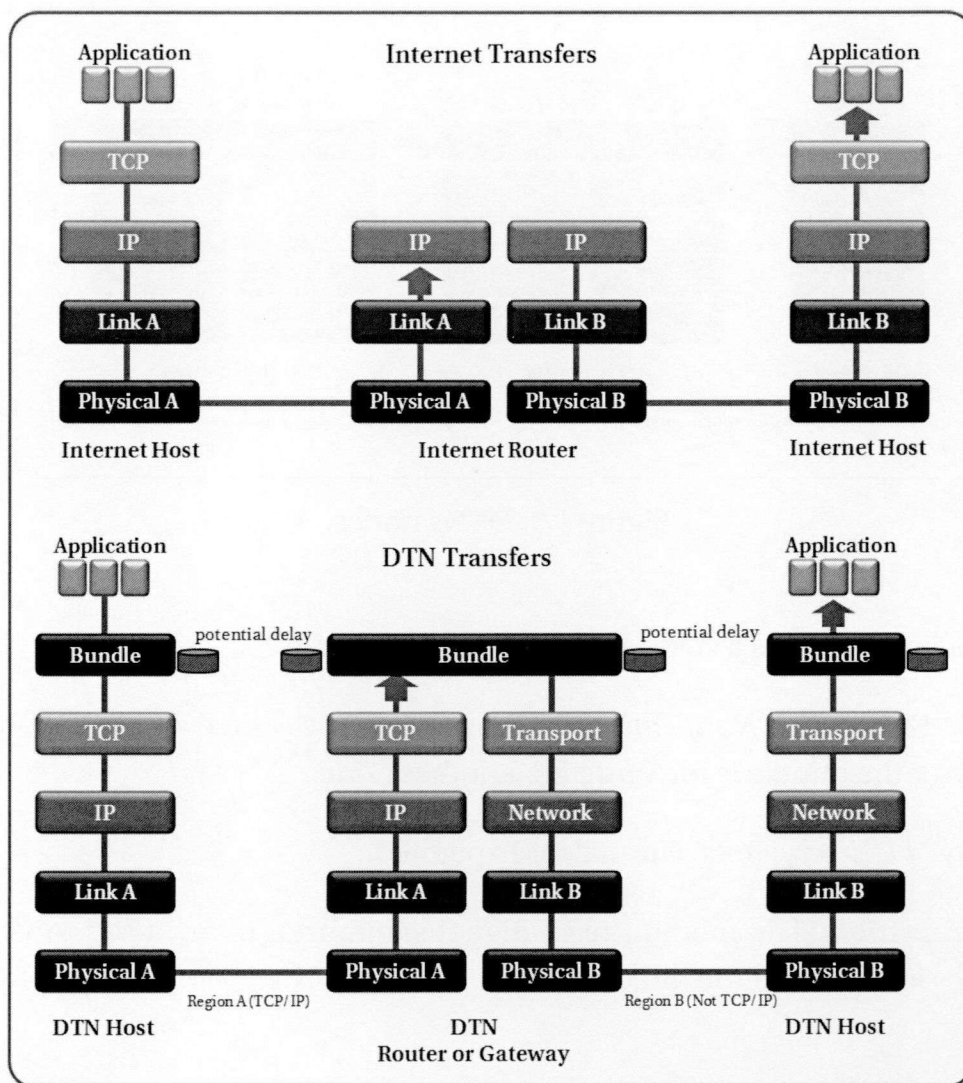 Application Internet Transfers Application
TCP TCP
IP IP IP IP
Link A Link A Link B Link B
Physical A Physical A Physical B Physical B
Internet Host Internet Router Internet Host
Application DTN Transfers Application
potential delay potential delay
Bundle Bundle Bundle
TCP TCP Transport Transport
IP IP Network Network
Link A Link A Link B Link B
Physical A Physical A Physical B Physical B
Region A (TCP/IP) Region B (Not TCP/IP)
DTN Host DTN DTN Host
Router or Gateway